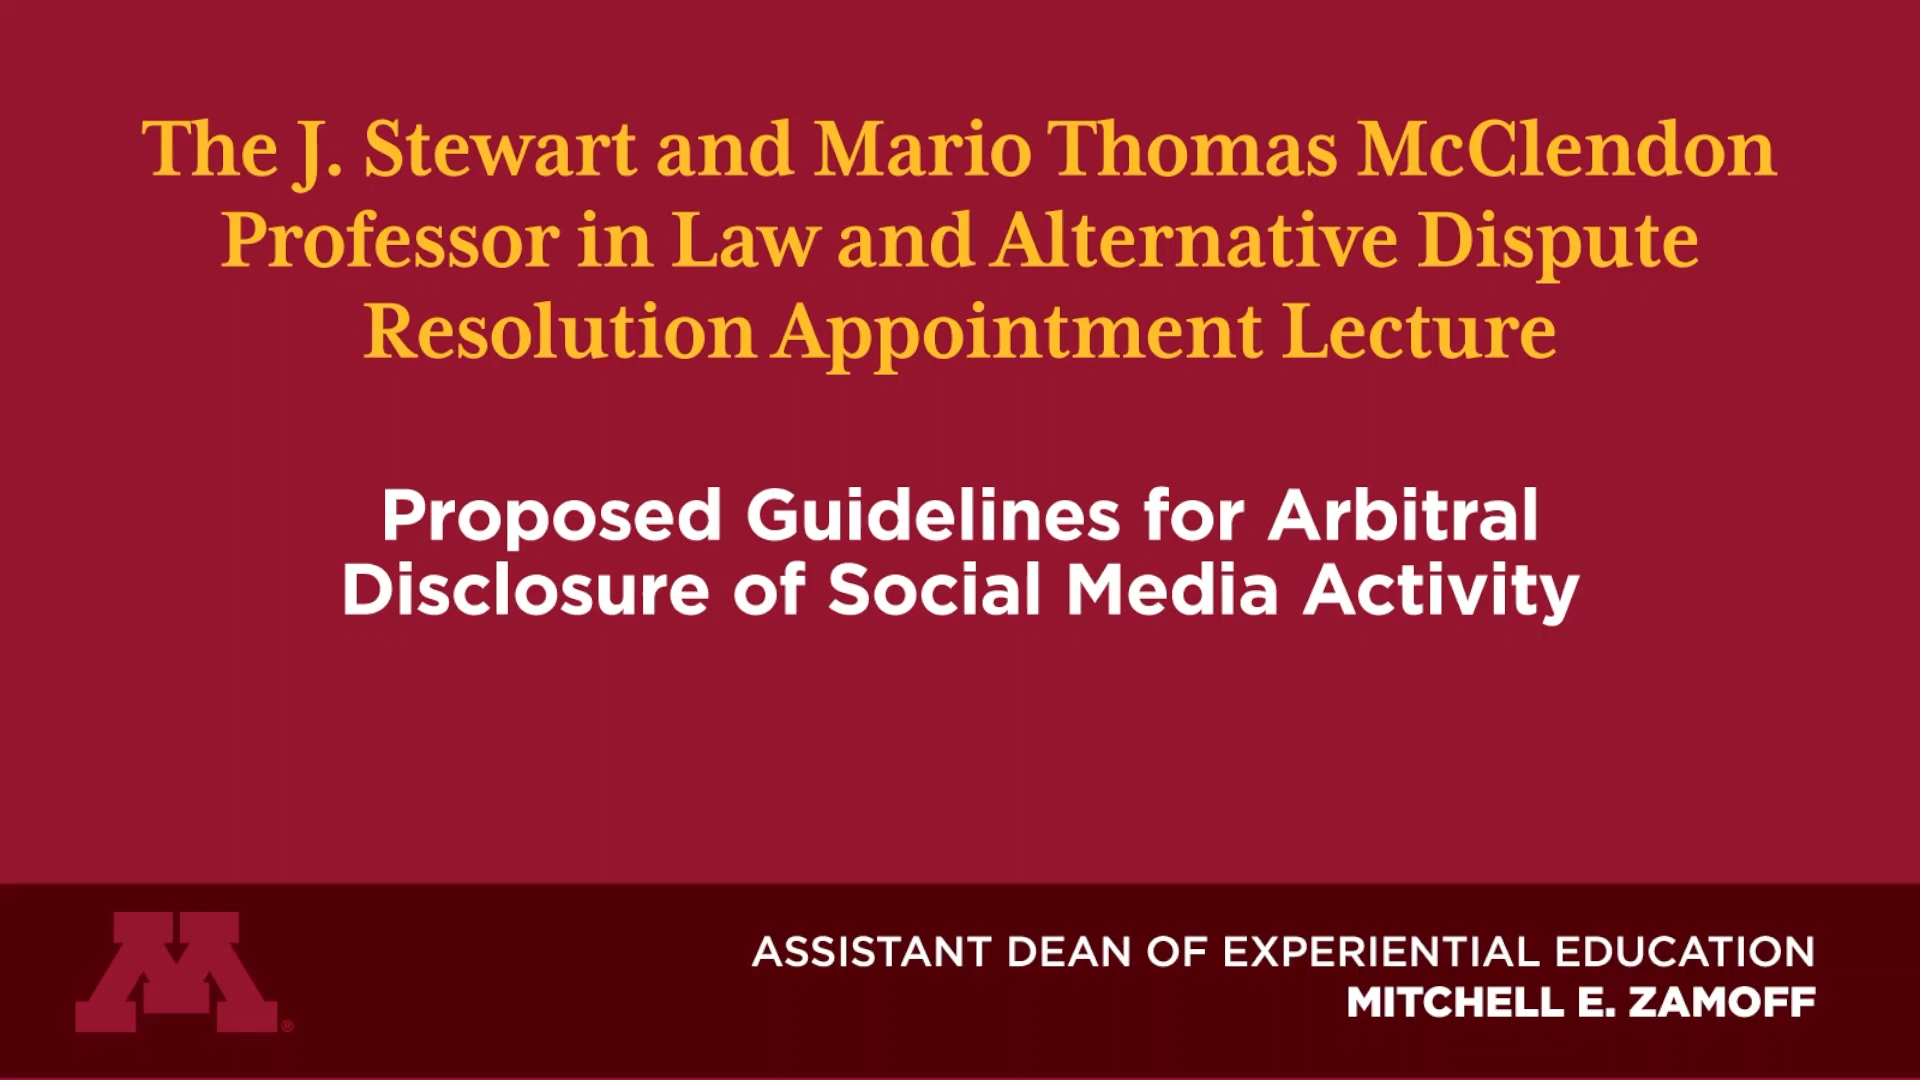 The J. Stewart and Mario Thomas McClendon
Professor in Law and Alternative Dispute
Resolution Appointment Lecture
Proposed Guidelines for Arbitral
Disclosure of Social Media Activity
M®
ASSISTANT DEAN OF EXPERIENTIAL EDUCATION
MITCHELL E. ZAMOFF